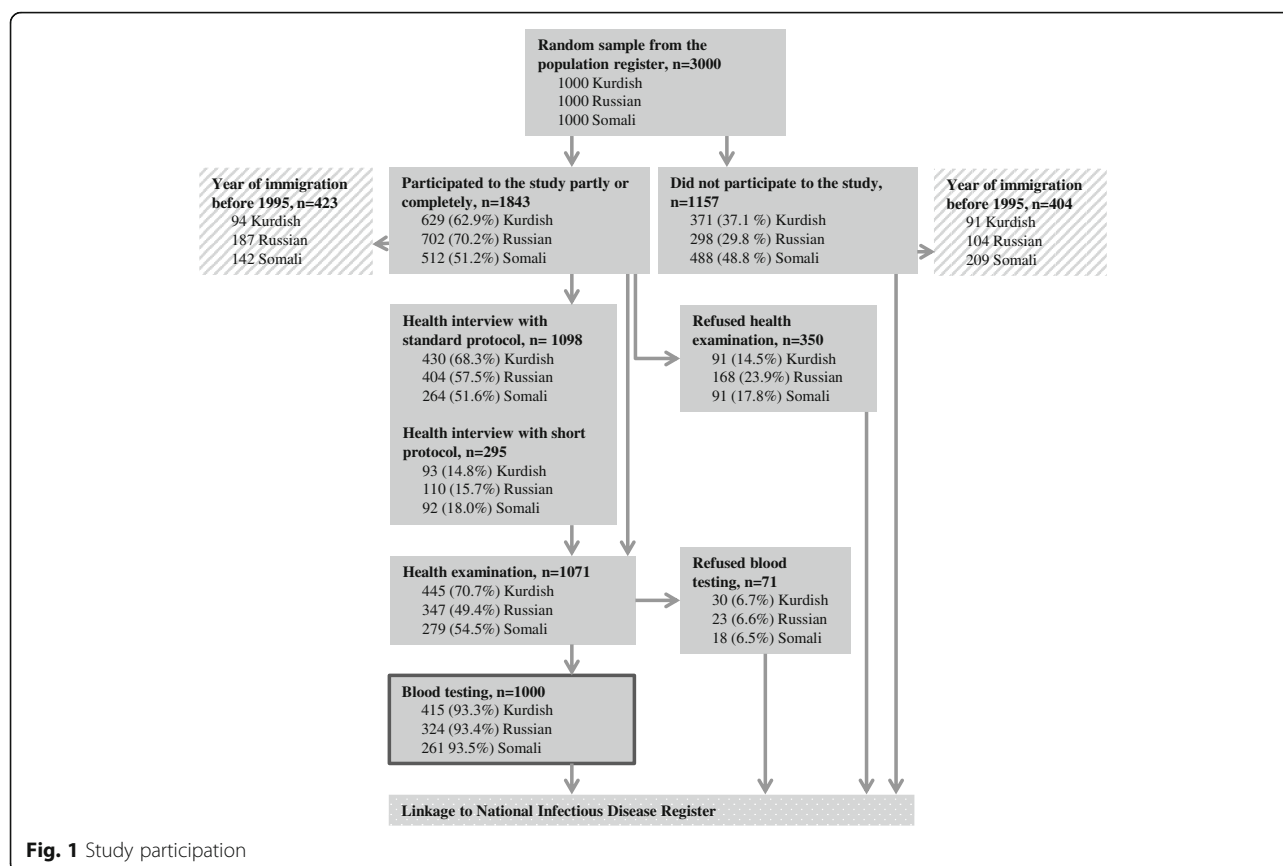 Random sample from the
population register, n=3000
1000 Kurdish
1000 Russian
1000 Somali
Year of immigration
before 1995, n=423
94 Kurdish
187 Russian
142 Somali
Participated to the study partly or
completely, n=1843
629 (62.9%) Kurdish
702 (70.2%) Russian
512 (51.2%) Somali
Did not participate to the study,
n=1157
371 (37.1 %) Kurdish
298 (29.8 %) Russian
488 (48.8 %) Somali
Year of immigration
before 1995, n=404
91 Kurdish
104 Russian
209 Somali
Health interview with
standard protocol, n= 1098
430 (68.3%) Kurdish
404 (57.5%) Russian
264 (51.6%) Somali
Health interview with short
protocol, n=295
93 (14.8%) Kurdish
110 (15.7%) Russian
92 (18.0%) Somali
Refused health
examination, n=350
91 (14.5%) Kurdish
168 (23.9%) Russian
91 (17.8%) Somali
Health examination, n=1071
445 (70.7%) Kurdish
347 (49.4%) Russian
279 (54.5%) Somali
Refused blood
testing, n=71
30 (6.7%) Kurdish
23 (6.6%) Russian
18 (6.5%) Somali
Blood testing, n=1000
415 (93.3%) Kurdish
324 (93.4%) Russian
261 93.5%) Somali
Linkage to National Infectious Disease Register
Fig. 1 Study participation